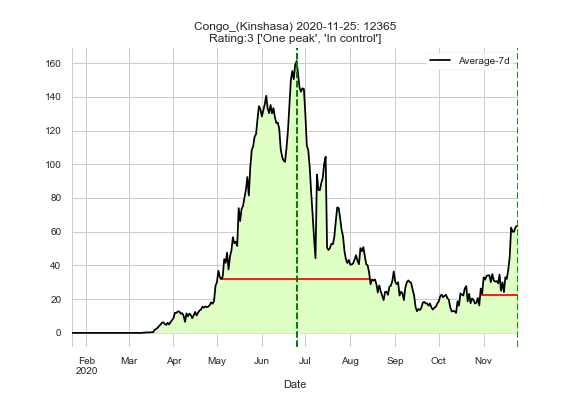 Congo_(Kinshasa) 2020-11-25: 12365
Rating:3 ['One peak', 'In control']
Average-7d
160
140
120
100
80
60
40
20
0
Feb Mar Apr May Jun Jul Aug Sep Oct Nov
2020
Date